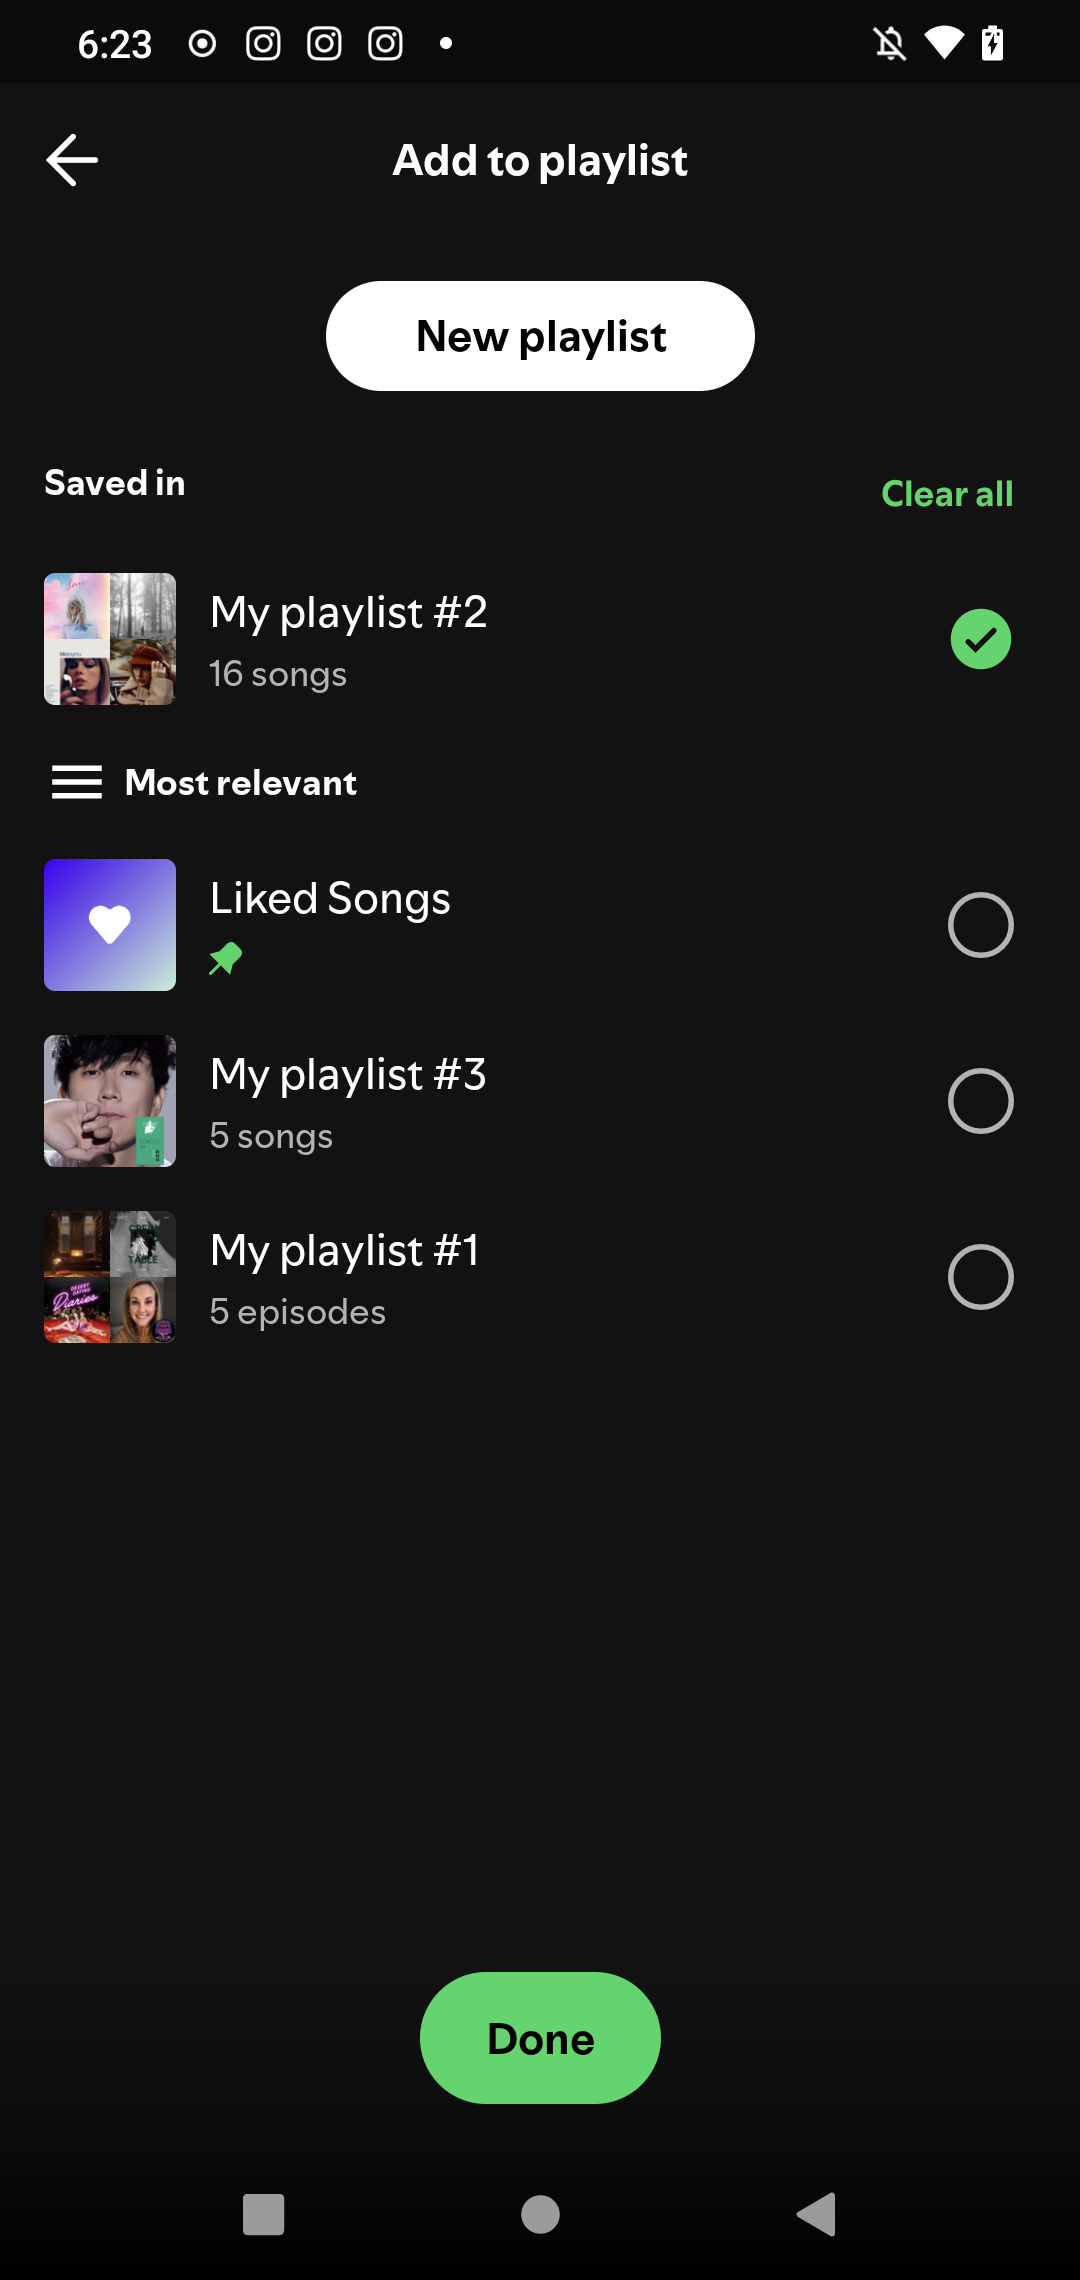 6:23
Add to playlist
New playlist
Saved in
Clear all
My playlist #2
16 songs
Most relevant
Liked Songs
My playlist #3
5 songs
My playlist #1
5 episodes
Done